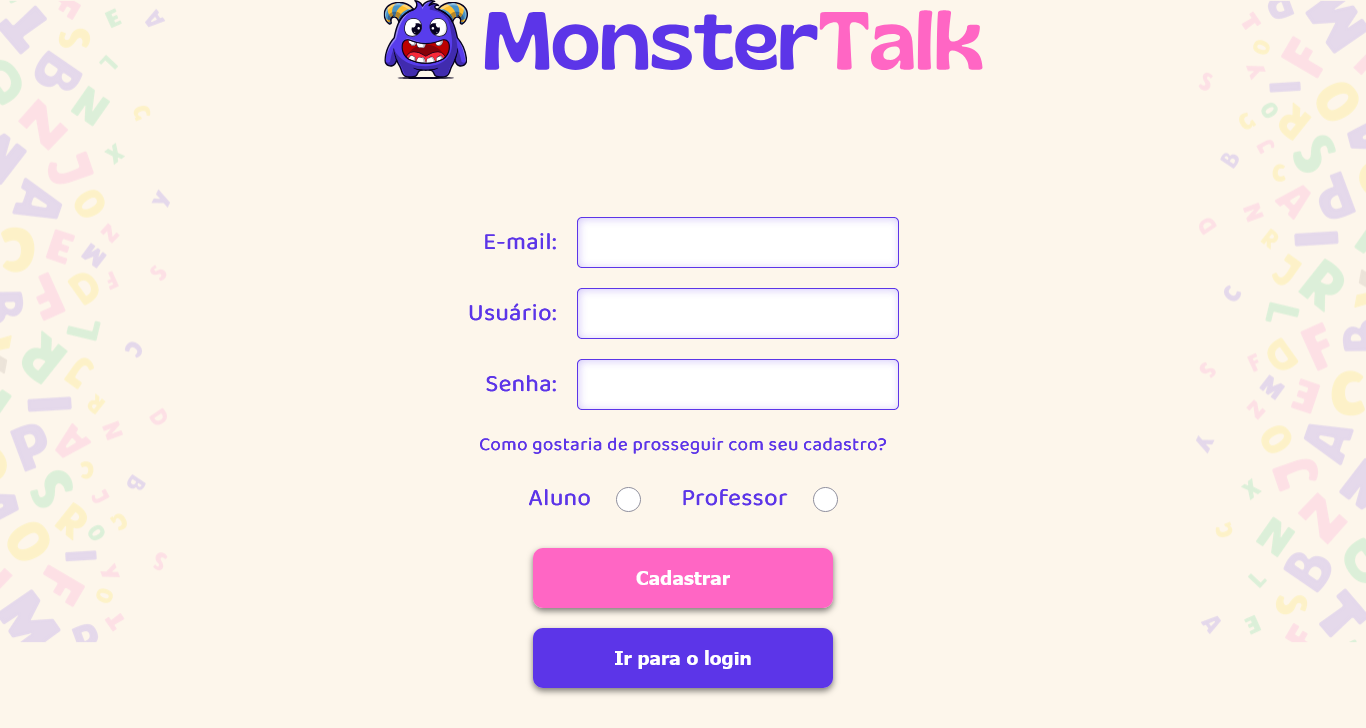 MonsterTalk
E-mail:
Usuário:
Senha:
Como gostaria de prosseguir com seu cadastro?
Aluno Professor
Cadastrar
Ir para o login